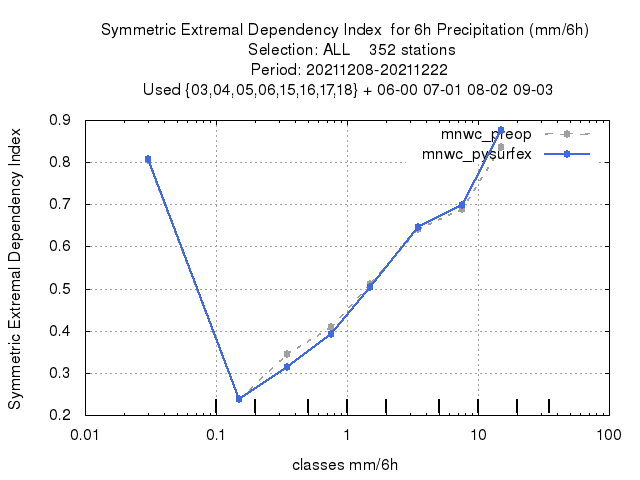 Symmetric Extremal Dependency Index  for 6h Precipitation (mm/6h)
Selection: ALL    352 stations
Period: 20211208-20211222
Used {03,04,05,06,15,16,17,18} + 06-00 07-01 08-02 09-03
mnwc_preop
mnwc_pysurfex
Symmetric Extremal Dependency Index
0.9
0.8
0.7
0.6
0.5
0.4
0.3
0.2
0.01
0.1
1
10
100
classes mm/6h